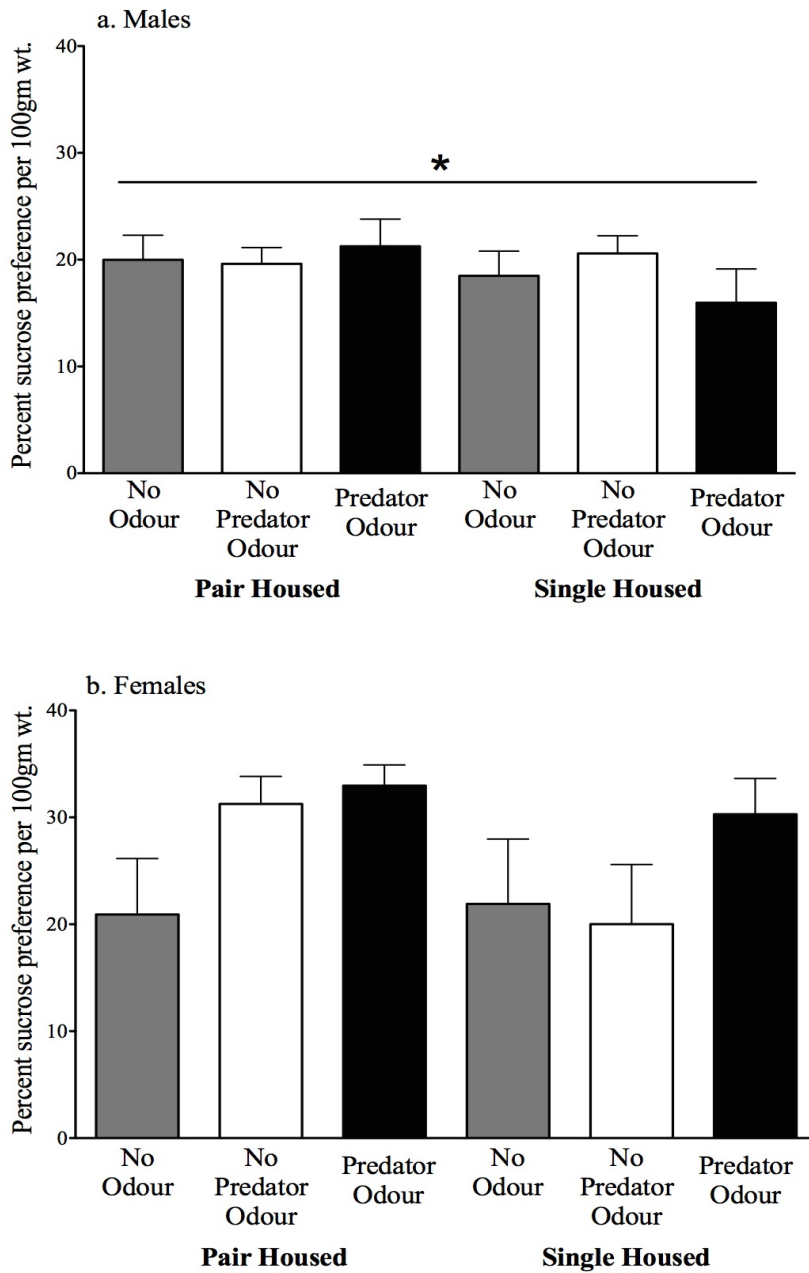 a. Males
Percent sucrose preference per 100gm wt.
40
30
20
10
0
*
No
Odour
No
Predator
Odour
Predator
Odour
No
Odour
No
Predator
Odour
Predator
Odour
Pair Housed
Single Housed
b. Females
Percent sucrose preference per 100gm wt.
40
30
20
10
0
No
Odour
No
Predator
Odour
Predator
Odour
No
Odour
No
Predator
Odour
Predator
Odour
Pair Housed
Single Housed